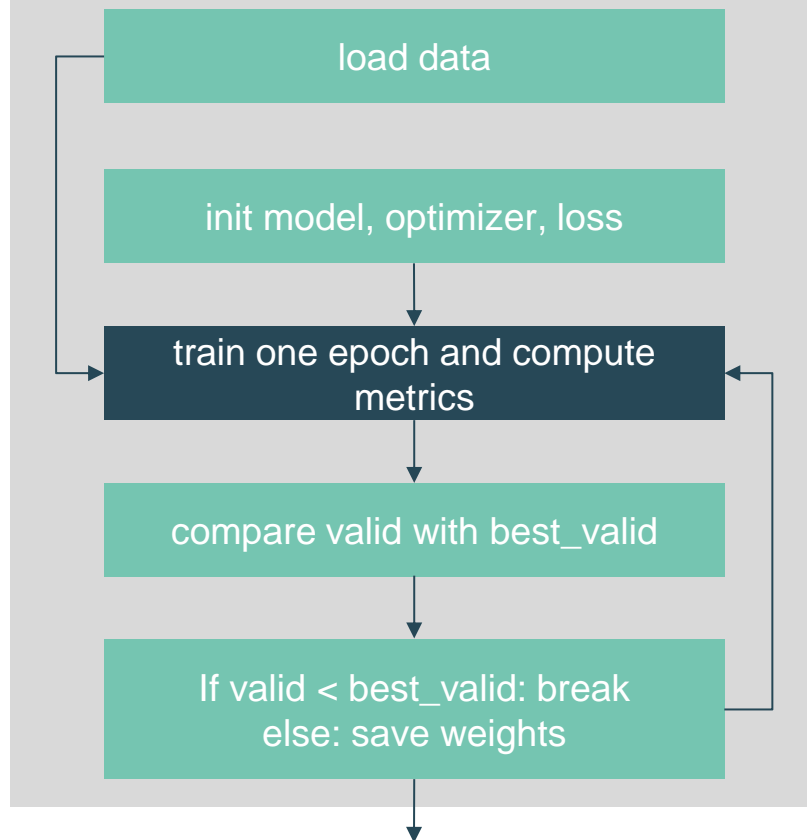 load data
init model, optimizer, loss
train one epoch and compute
metrics
compare valid with best_valid
If valid < best_valid: break
else: save weights